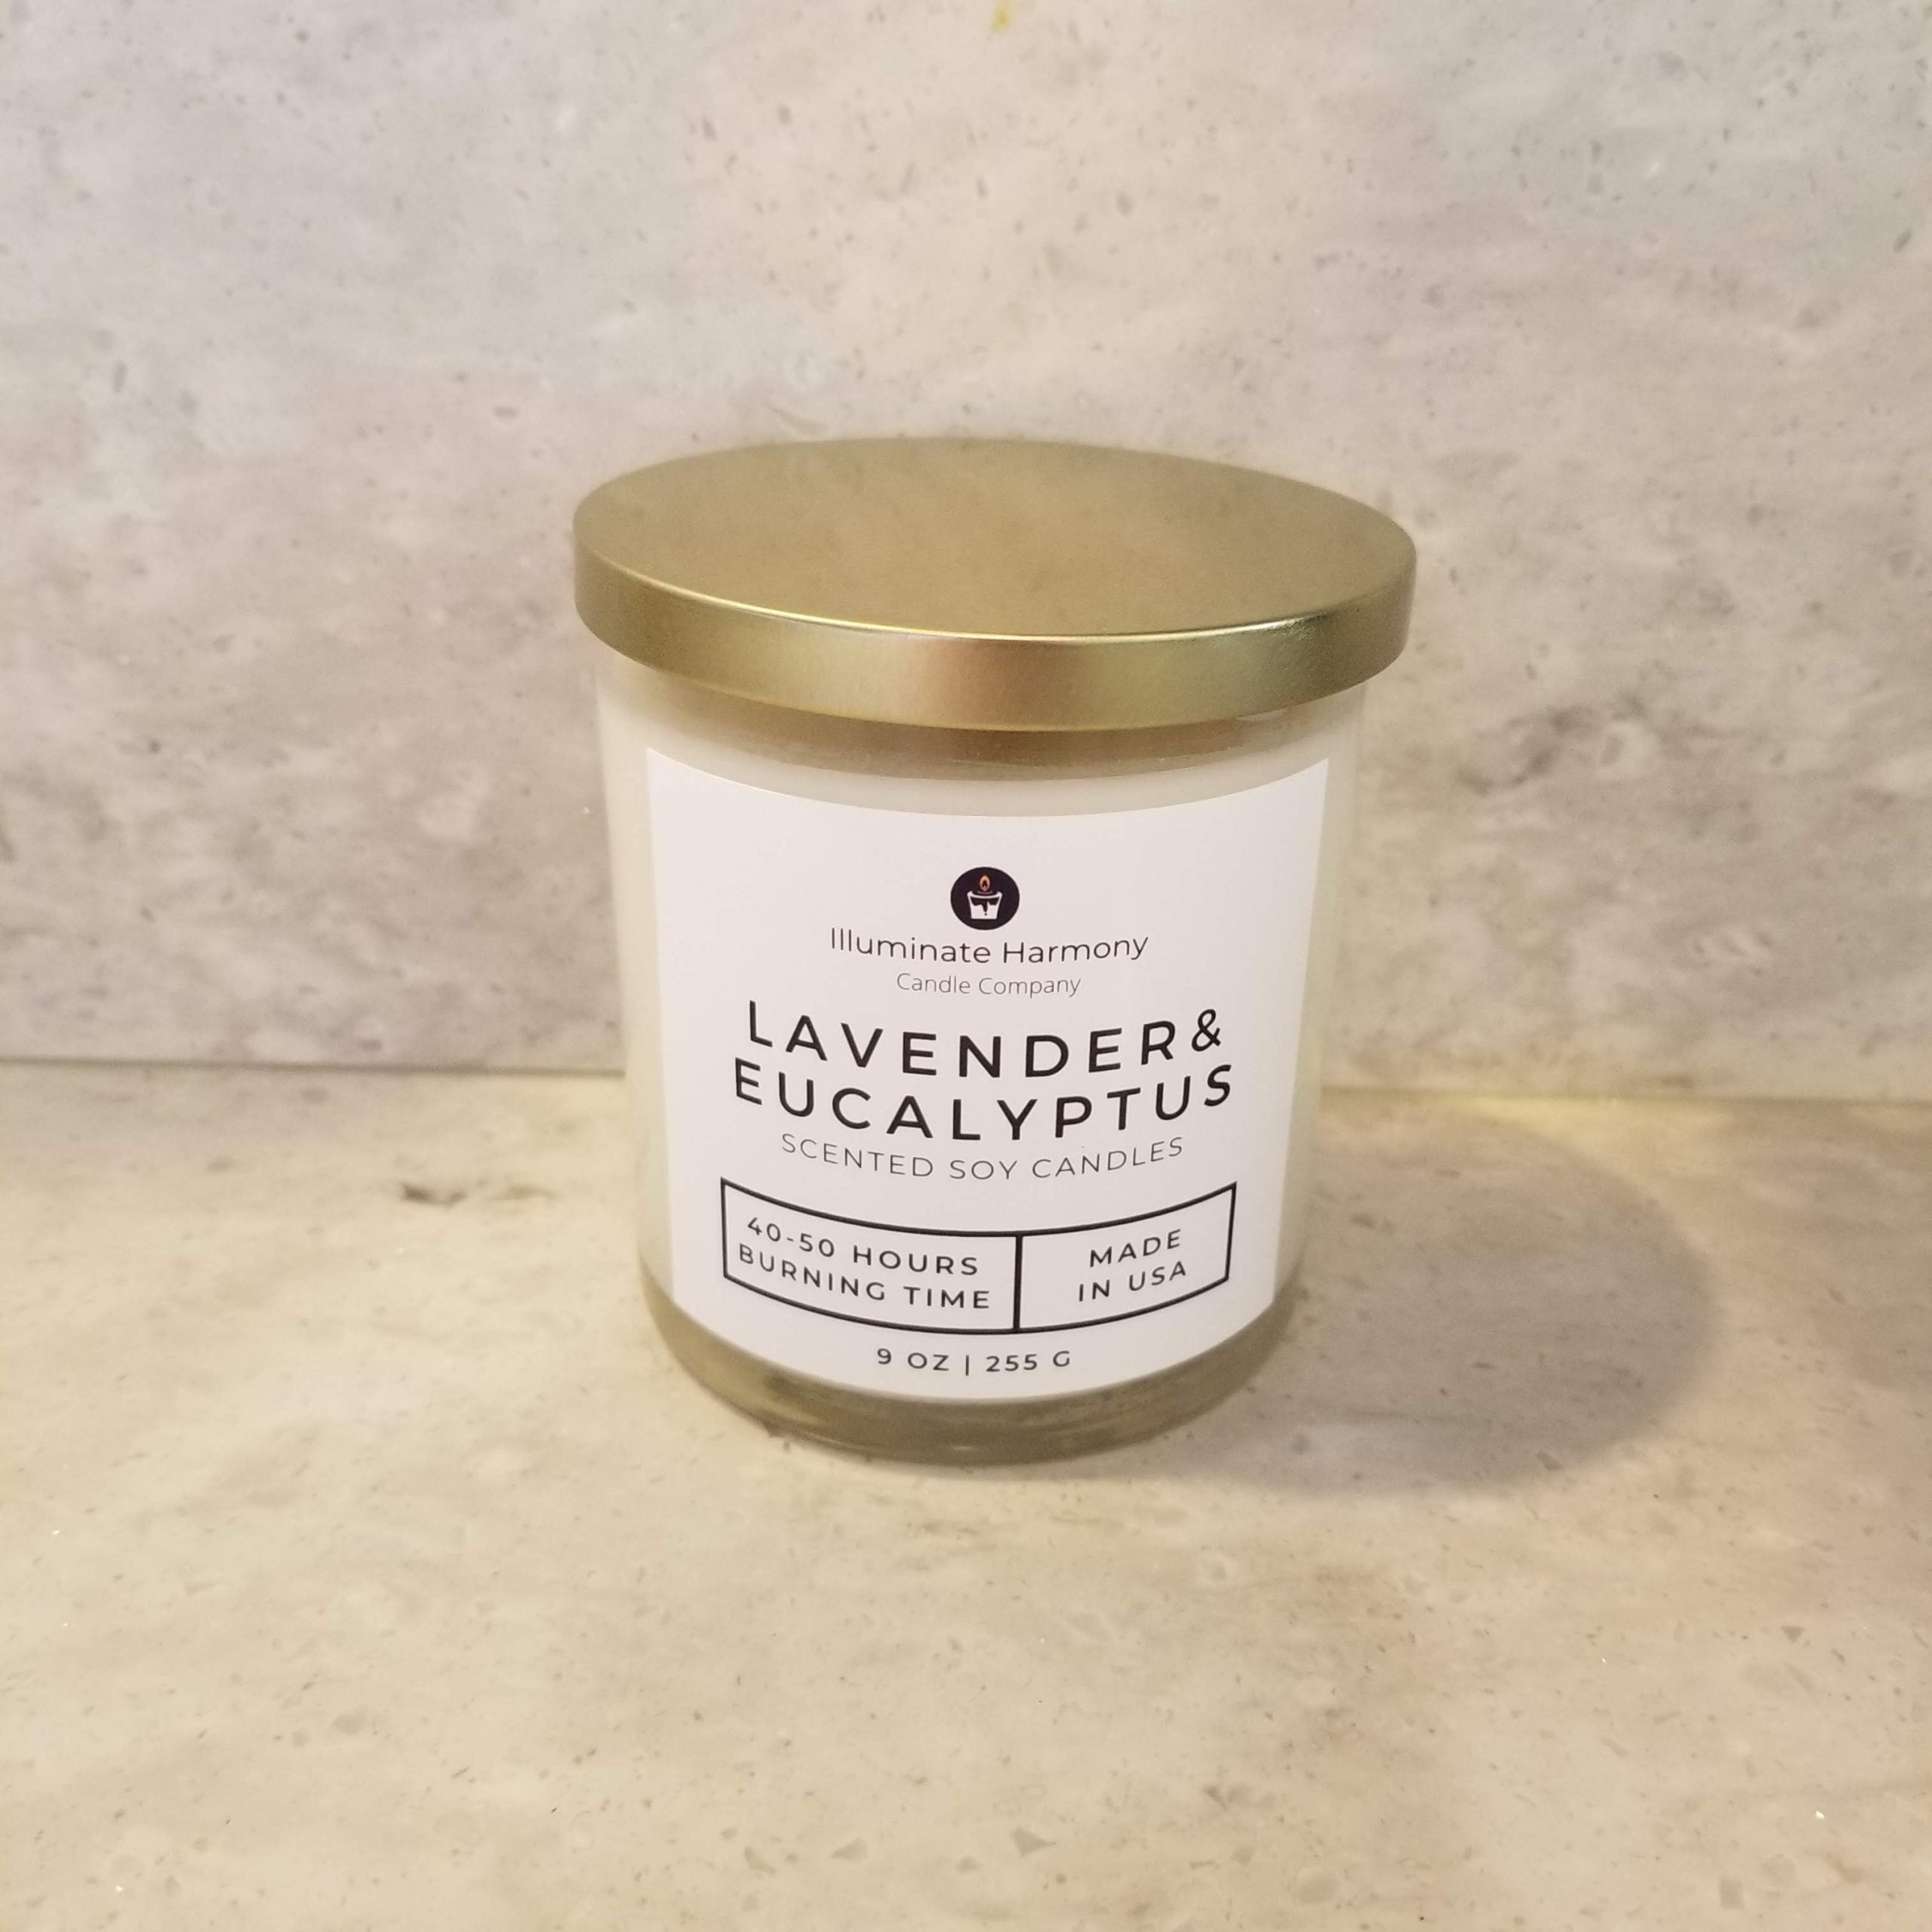 Illuminate Harmony
Candle Company
LAVENDER&
EUCALYPTUS
SCENTED SOY CANDLES
40-50 HOURS
BURNING TIME
MADE
IN USA
9 OZ | 255 G